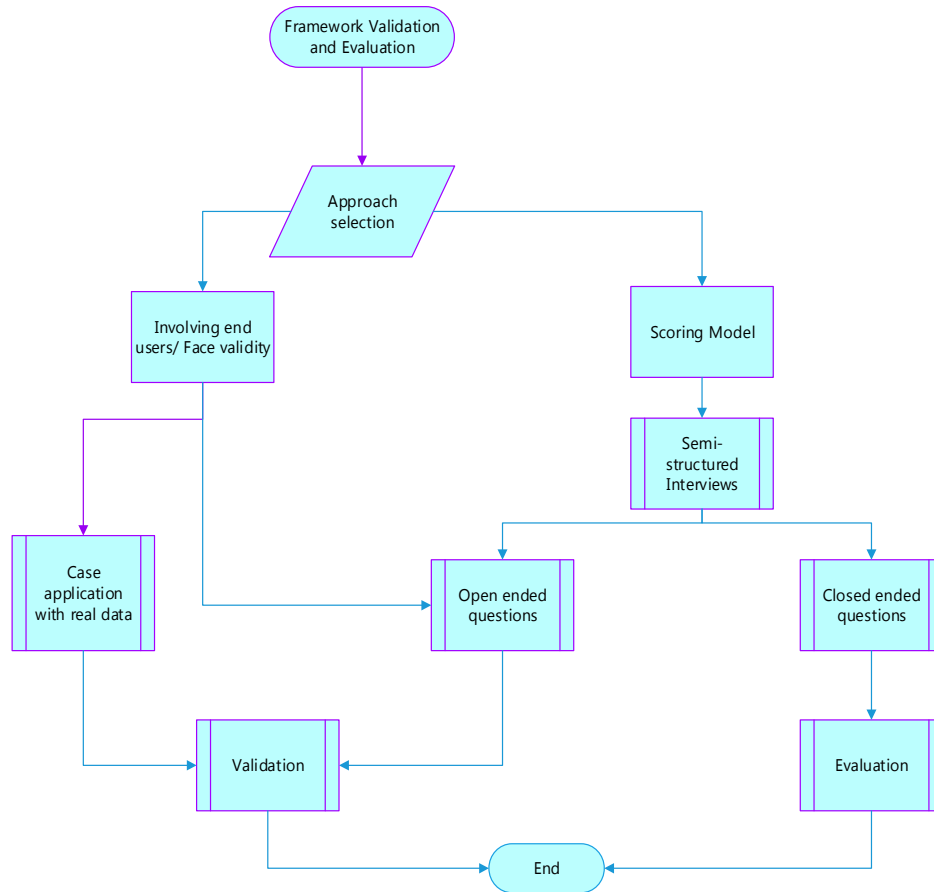 Framework Validation
and Evaluation
Approach
selection
Involving end
users/ Face validity
Scoring Model
Semi-
structured
Interviews
Case
application
with real data
Open ended
questions
Closed ended
questions
Validation
Evaluation
End